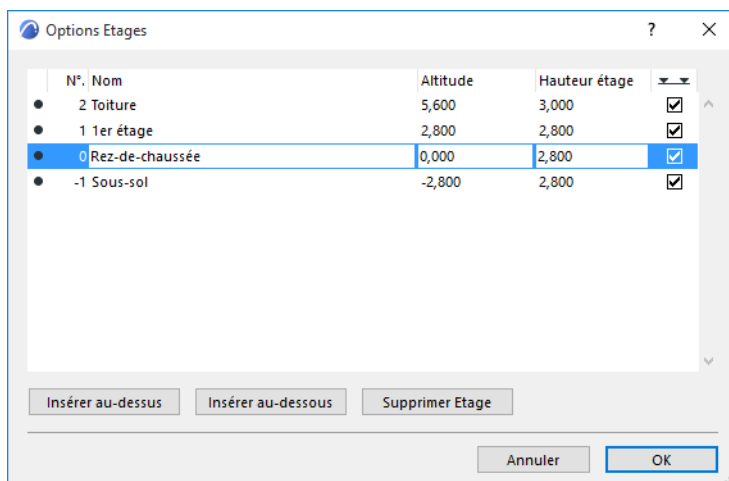 Options Etages ?
N°. Nom Altitude Hauteur étage
2 Toiture 5,600 3,000
1 1er étage 2,800 2,800
0 Rez-de-chaussée 0,000 2,800
-1 Sous-sol -2,800 2,800
Insérer au-dessus Insérer au-dessous Supprimer Etage
Annuler OK